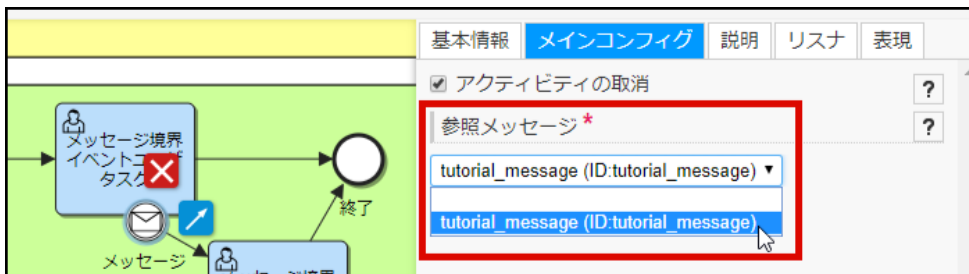 基本情報 メインコンフィグ 説明 リスナ 表現
アクティビティの取消 ?
参照メッセージ * ?
tutorial_message (ID:tutorial_message)
tutorial_message (ID:tutorial_message)
メッセージ境界
イベント
タスク
終了
メッセージ